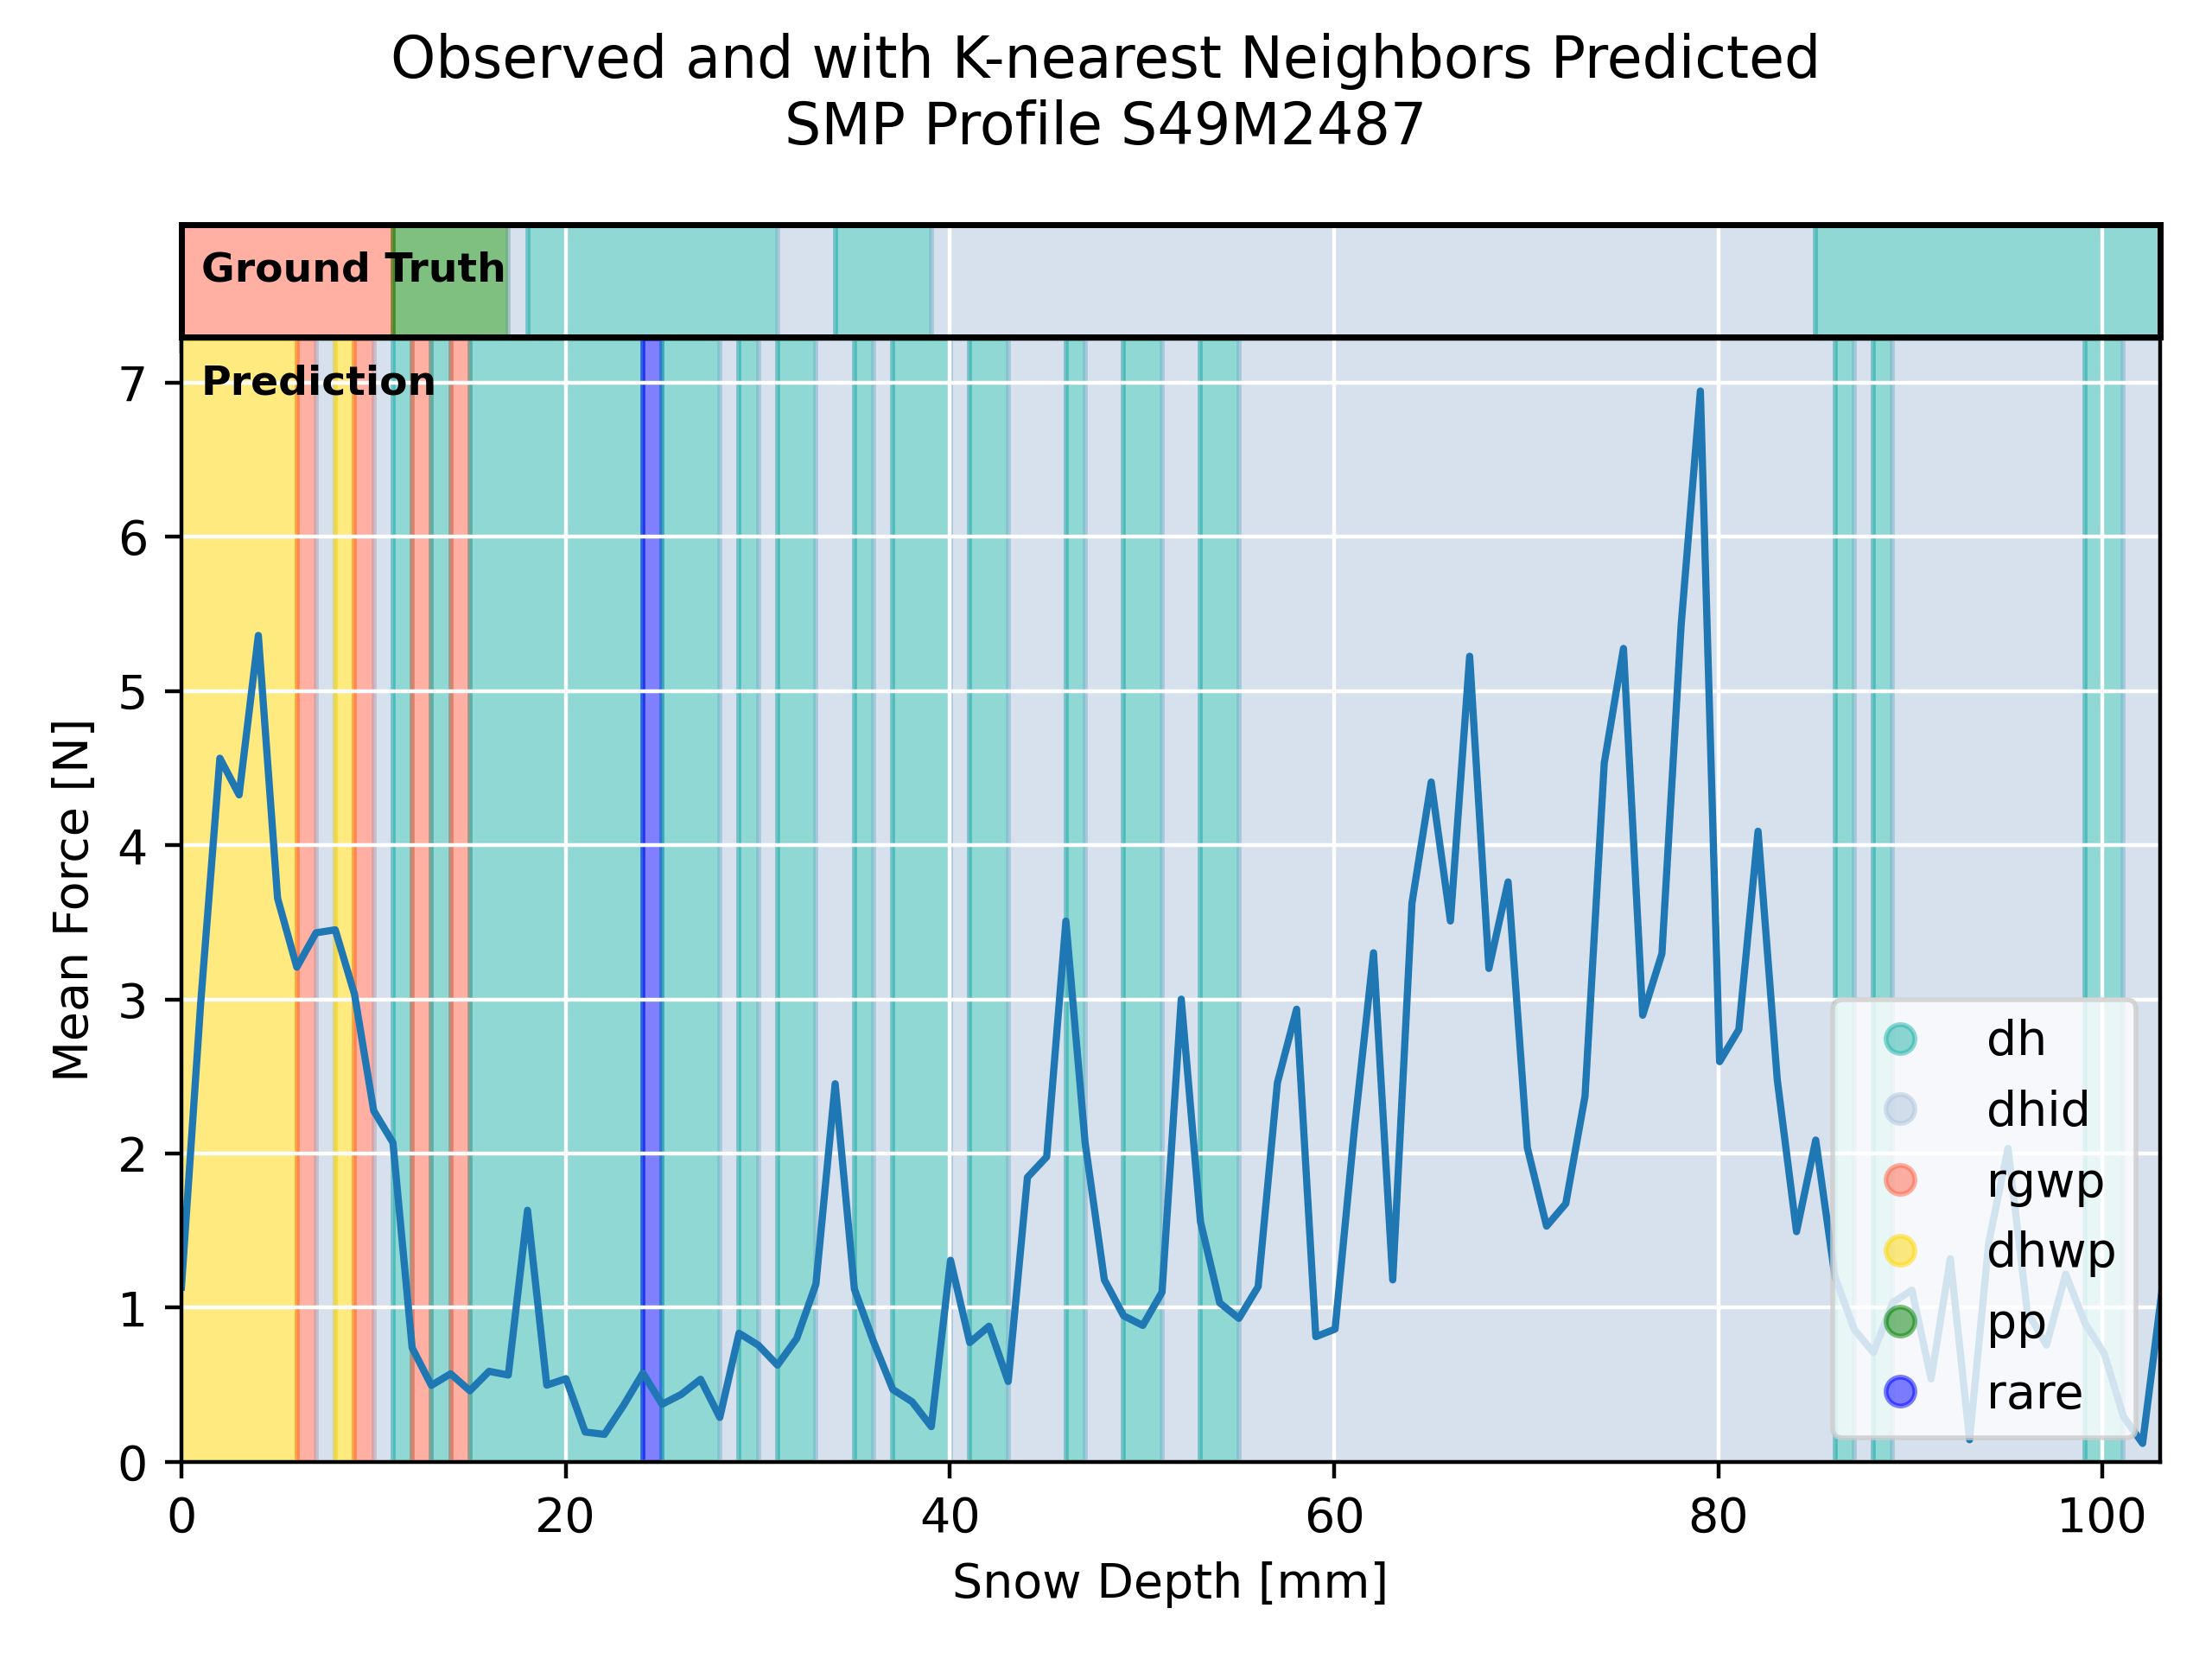 Observed and with K-nearest Neighbors Predicted
SMP Profile S49M2487
Ground Truth
Prediction
7
6
5
4
3
2
1
0
Mean Force [N]
dh
dhid
rgwp
dhwp
pp
rare
0 20 40 60 80 100
Snow Depth [mm]